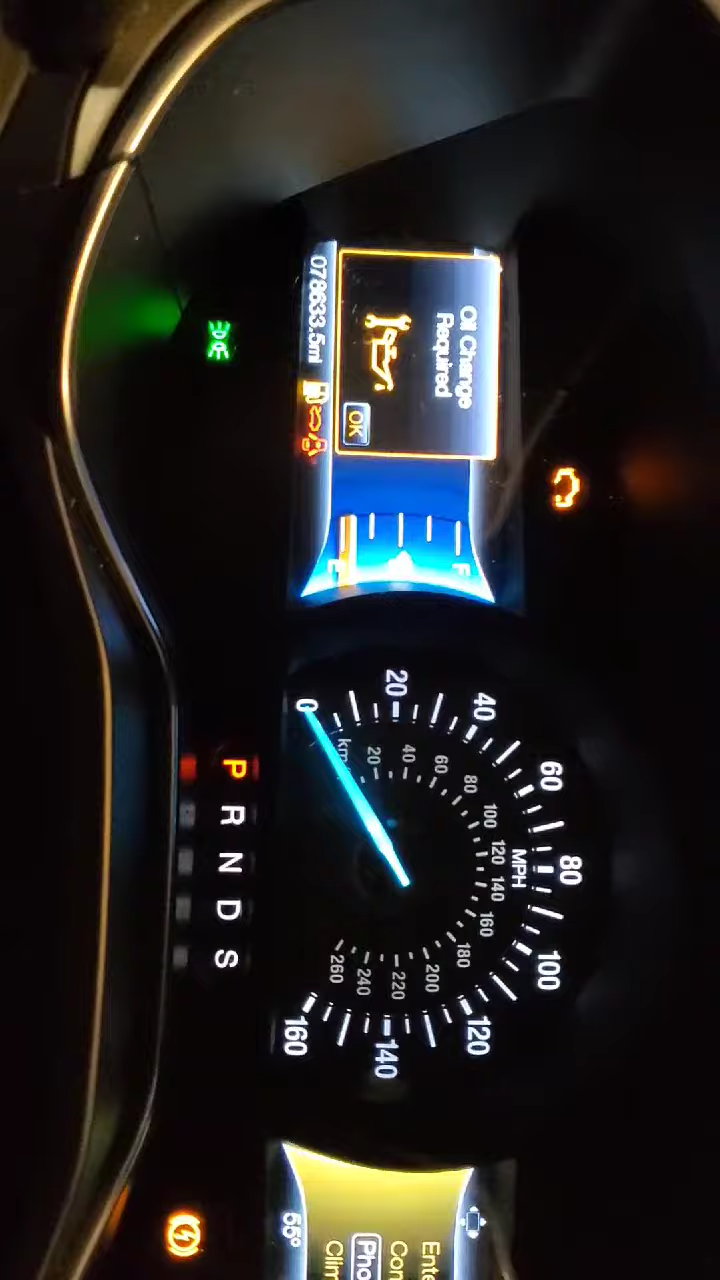 Oil Change
Required
OK
078633.5mi
F
E
0
20
40
60
80
100
120
140
160
MPH
km
20
40
60
80
100
120
140
160
180
200
220
240
260
P R N D S
Ente
Con
Pho
Clim
55°